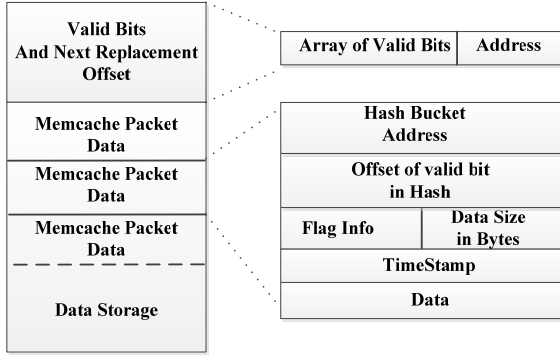 Valid Bits
And Next Replacement
Offset
Memcache Packet
Data
Memcache Packet
Data
Memcache Packet
Data
Data Storage
Array of Valid Bits
Address
Hash Bucket
Address
Offset of valid bit
in Hash
Flag Info
Data Size
in Bytes
TimeStamp
Data